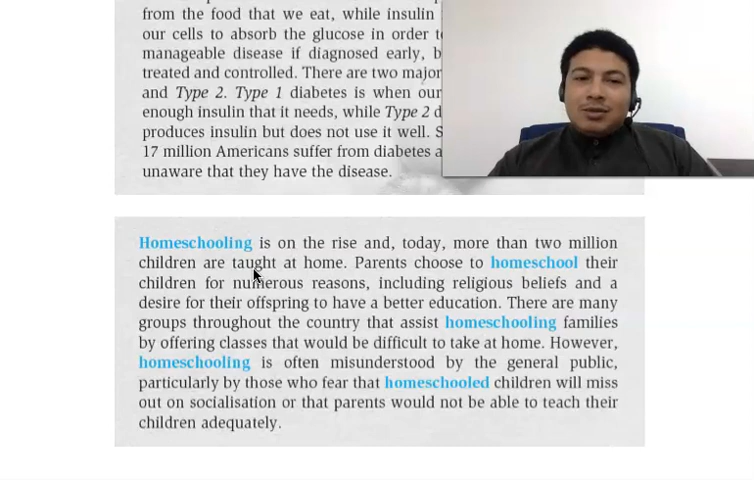 from the food that we eat, while insulin
our cells to absorb the glucose in order
manageable disease if diagnosed early,
treated and controlled. There are two major
and Type 2. Type 1 diabetes is when our
enough insulin that it needs, while Type 2
produces insulin but does not use it well.
17 million Americans suffer from diabetes
unaware that they have the disease.
Homeschooling is on the rise and, today, more than two million
children are taught at home. Parents choose to homeschool their
children for numerous reasons, including religious beliefs and a
desire for their offspring to have a better education. There are many
groups throughout the country that assist homeschooling families
by offering classes that would be difficult to take at home. However,
homeschooling is often misunderstood by the general public,
particularly by those who fear that homeschooled children will miss
out on socialisation or that parents would not be able to teach their
children adequately.